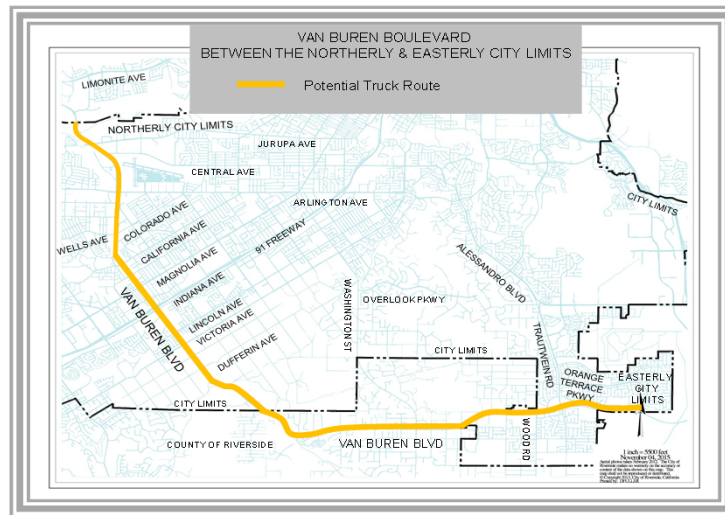 VAN BUREN BOULEVARD
BETWEEN THE NORTHERLY & EASTERLY CITY LIMITS
Potential Truck Route
LIMONITE AVE
NORTHERLY CITY LIMITS
JURUPA AVE
CENTRAL AVE
CITY LIMITS
ARLINGTON AVE
COLORADO AVE
WELLS AVE
CALIFORNIA AVE
91 FREEWAY
MAGNOLIA AVE
ALESSANDRO BLVD
INDIANA AVE
WASHINGTON ST
OVERLOOK PKWY
LINCOLN AVE
VICTORIA AVE
VAN BUREN BLVD
DUFFERIN AVE
TRAUTWEIN RD
CITY LIMITS
ORANGE
TERRACE
PKWY
EASTERLY
CITY
LIMITS
CITY LIMITS
COUNTY OF RIVERSIDE
VAN BUREN BLVD
WOOD RD
1 inch = 5500 feet
November 04, 2015